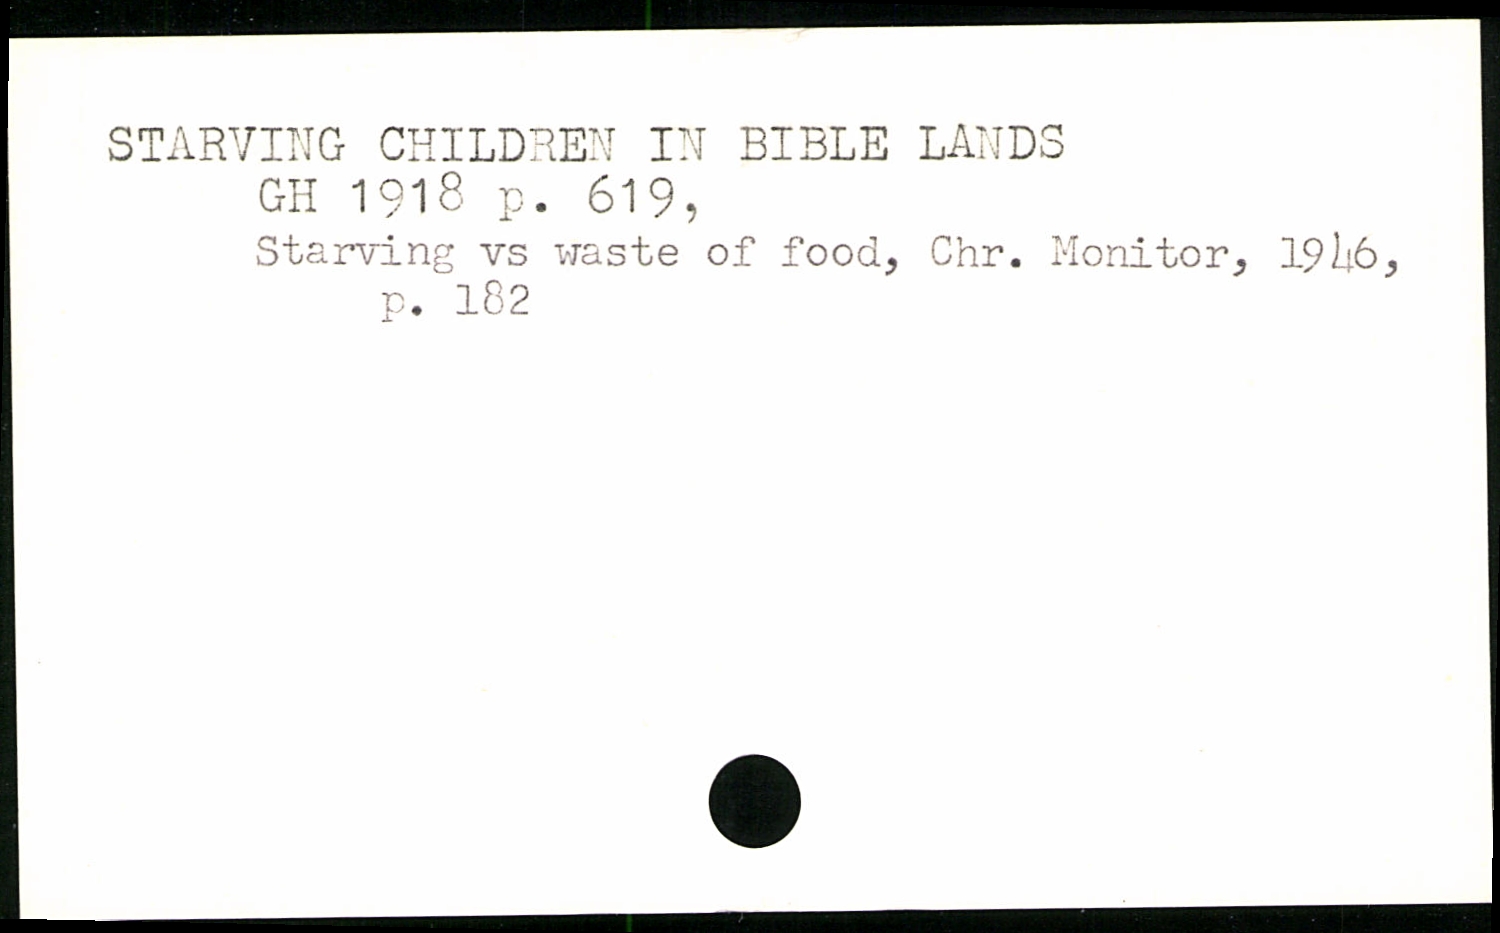 STARVING CHILDREN IN BIBLE LANDS
GH 1918 p. 619,
Starving vs waste of food, Chr. Monitor, 1946,
p. 182